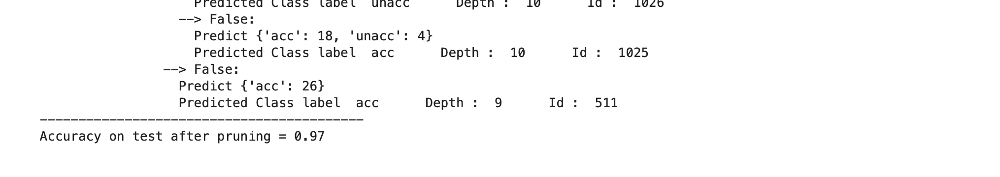 Predicted Class label  unacc      Depth :  10      Id :  1026
--> False:
Predict {'acc': 18, 'unacc': 4}
Predicted Class label  acc      Depth :  10      Id :  1025
--> False:
Predict {'acc': 26}
Predicted Class label  acc      Depth :  9      Id :  511
------------------------------------------
Accuracy on test after pruning = 0.97